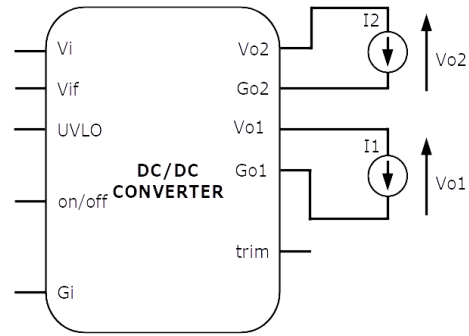 Vi
Vif
UVLO
on/off
Gi
DC/DC
CONVERTER
Vo2
Go2
Vo1
Go1
trim
I2
Vo2
I1
Vo1